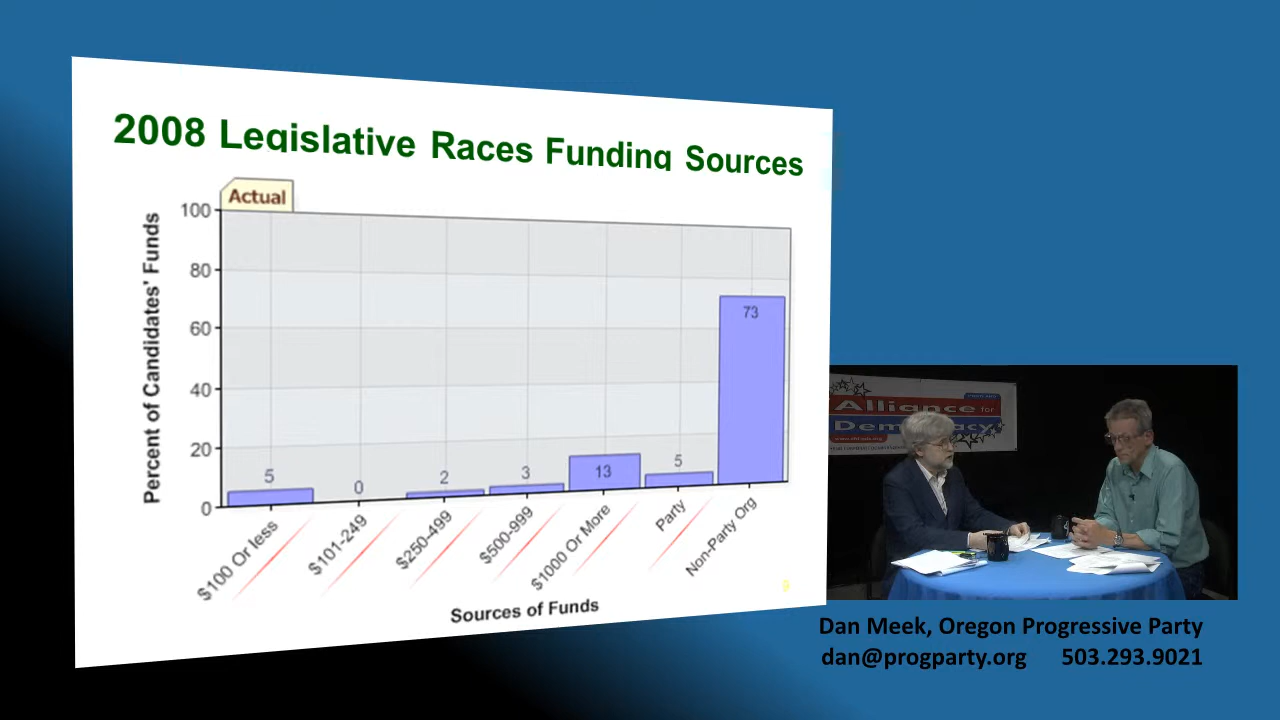 2008 Legislative Races Funding Sources
Actual
Percent of Candidates' Funds
100
80
60
40
20
0
5
0
2
3
13
5
73
$100 Or less
$101-249
$250-499
$500-999
$1000 Or More
Party
Non-Party Org
Sources of Funds
9
Alliance for
Democracy
Dan Meek, Oregon Progressive Party
dan@progparty.org 503.293.9021